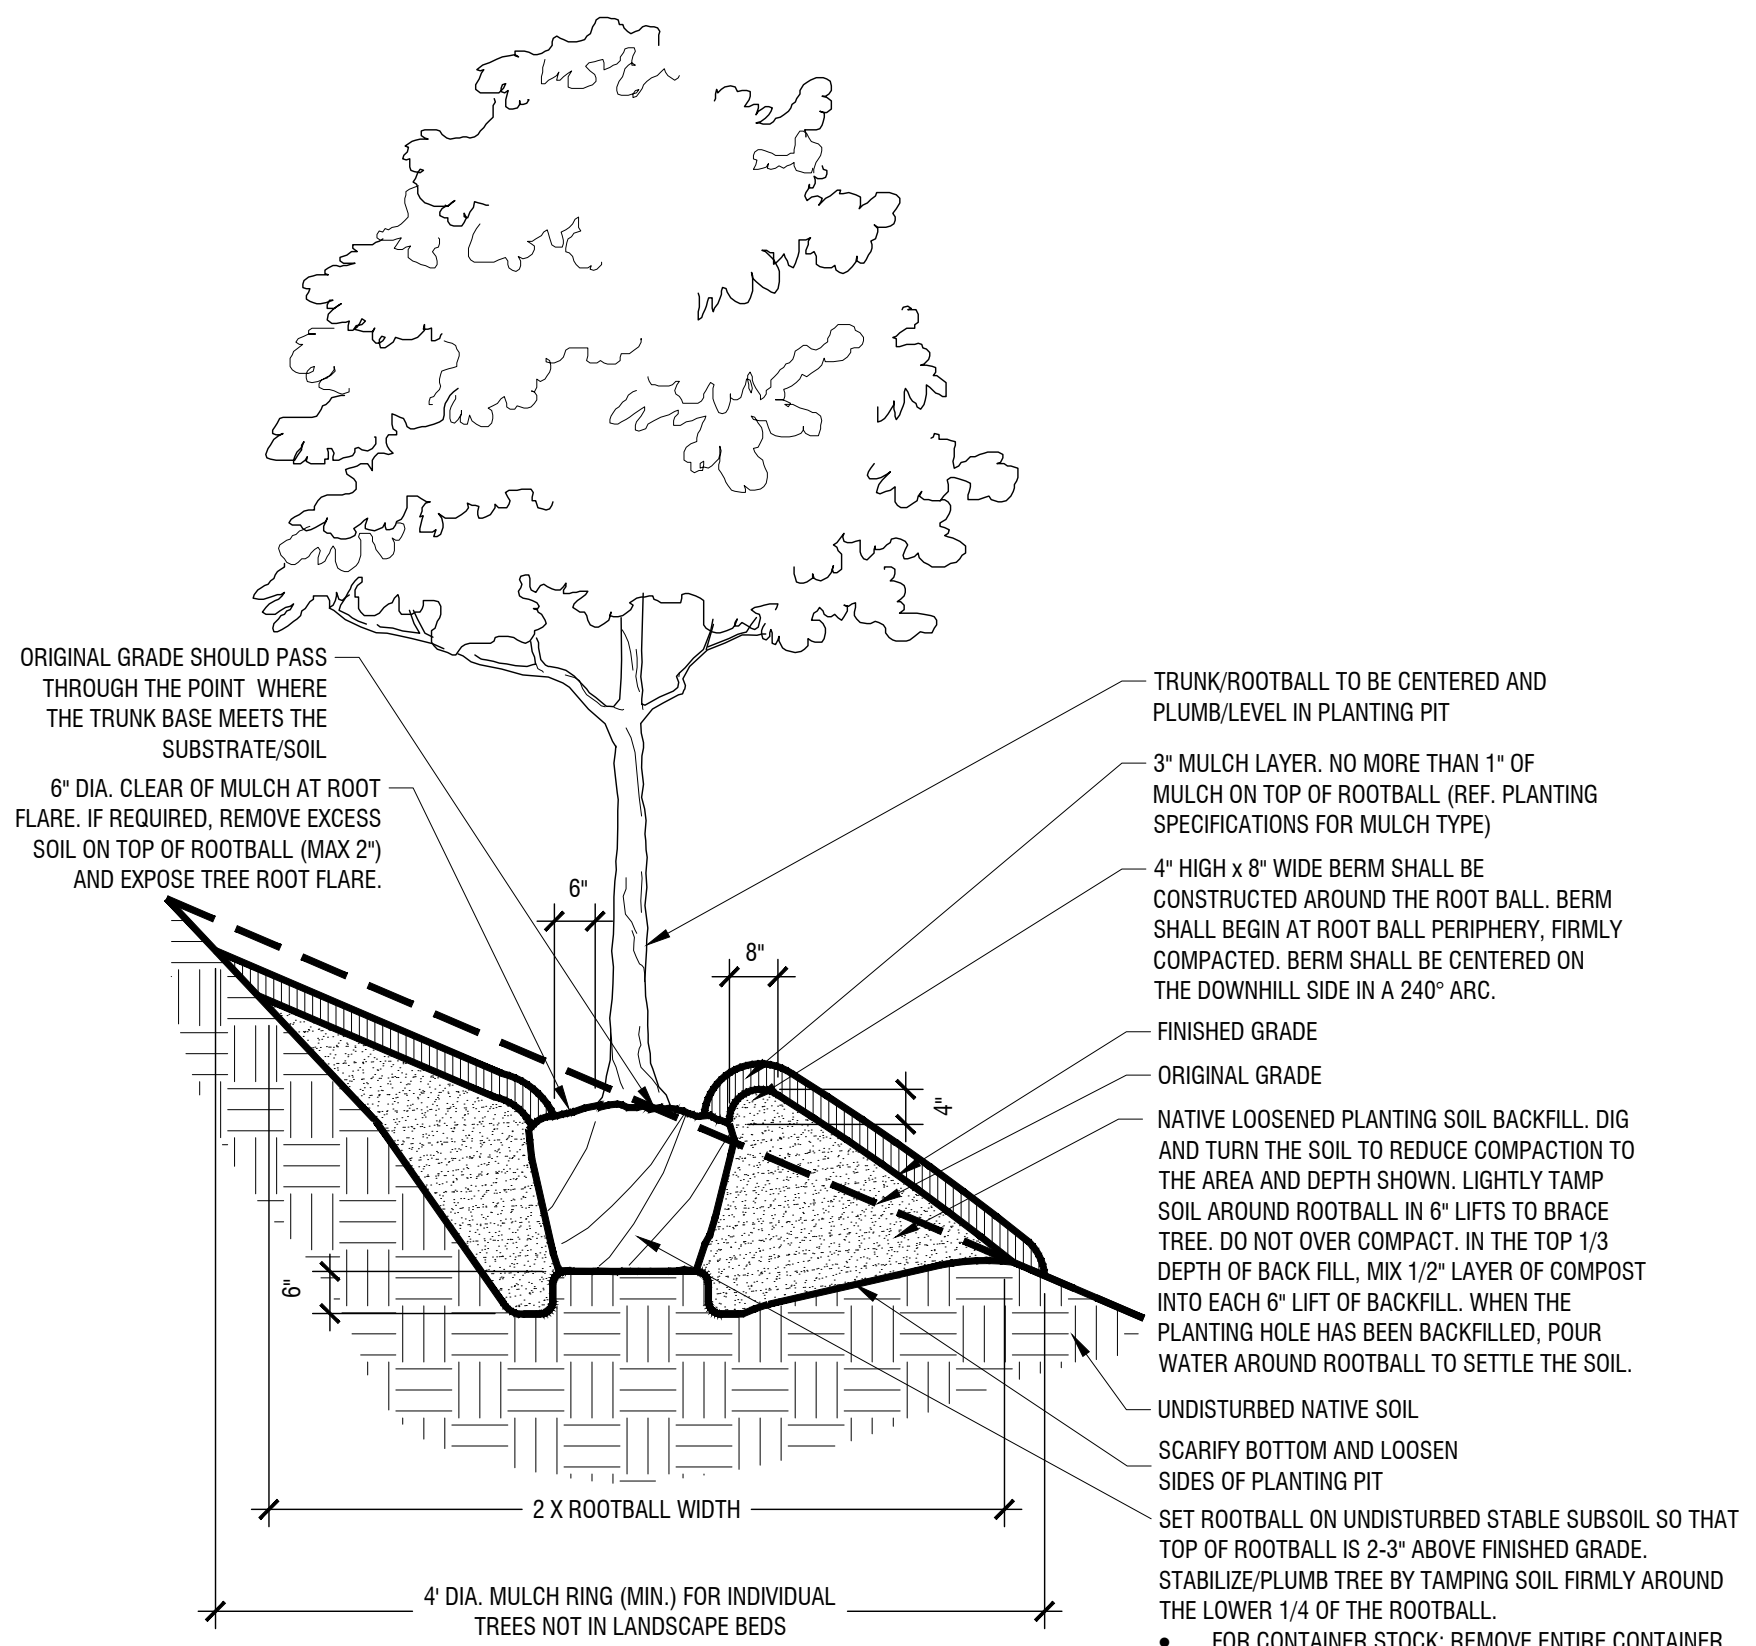 ORIGINAL GRADE SHOULD PASS
THROUGH THE POINT WHERE
THE TRUNK BASE MEETS THE
SUBSTRATE/SOIL
6" DIA. CLEAR OF MULCH AT ROOT
FLARE. IF REQUIRED, REMOVE EXCESS
SOIL ON TOP OF ROOTBALL (MAX 2")
AND EXPOSE TREE ROOT FLARE.
6"
8"
4"
6"
2 X ROOTBALL WIDTH
4' DIA. MULCH RING (MIN.) FOR INDIVIDUAL
TREES NOT IN LANDSCAPE BEDS
TRUNK/ROOTBALL TO BE CENTERED AND
PLUMB/LEVEL IN PLANTING PIT
3" MULCH LAYER. NO MORE THAN 1" OF
MULCH ON TOP OF ROOTBALL (REF. PLANTING
SPECIFICATIONS FOR MULCH TYPE)
4" HIGH x 8" WIDE BERM SHALL BE
CONSTRUCTED AROUND THE ROOT BALL. BERM
SHALL BEGIN AT ROOT BALL PERIPHERY, FIRMLY
COMPACTED. BERM SHALL BE CENTERED ON
THE DOWNHILL SIDE IN A 240° ARC.
FINISHED GRADE
ORIGINAL GRADE
NATIVE LOOSENED PLANTING SOIL BACKFILL. DIG
AND TURN THE SOIL TO REDUCE COMPACTION TO
THE AREA AND DEPTH SHOWN. LIGHTLY TAMP
SOIL AROUND ROOTBALL IN 6" LIFTS TO BRACE
TREE. DO NOT OVER COMPACT. IN THE TOP 1/3
DEPTH OF BACK FILL, MIX 1/2" LAYER OF COMPOST
INTO EACH 6" LIFT OF BACKFILL. WHEN THE
PLANTING HOLE HAS BEEN BACKFILLED, POUR
WATER AROUND ROOTBALL TO SETTLE THE SOIL.
UNDISTURBED NATIVE SOIL
SCARIFY BOTTOM AND LOOSEN
SIDES OF PLANTING PIT
SET ROOTBALL ON UNDISTURBED STABLE SUBSOIL SO THAT
TOP OF ROOTBALL IS 2-3" ABOVE FINISHED GRADE.
STABILIZE/PLUMB TREE BY TAMPING SOIL FIRMLY AROUND
THE LOWER 1/4 OF THE ROOTBALL.
• FOR CONTAINER STOCK: REMOVE ENTIRE CONTAINER